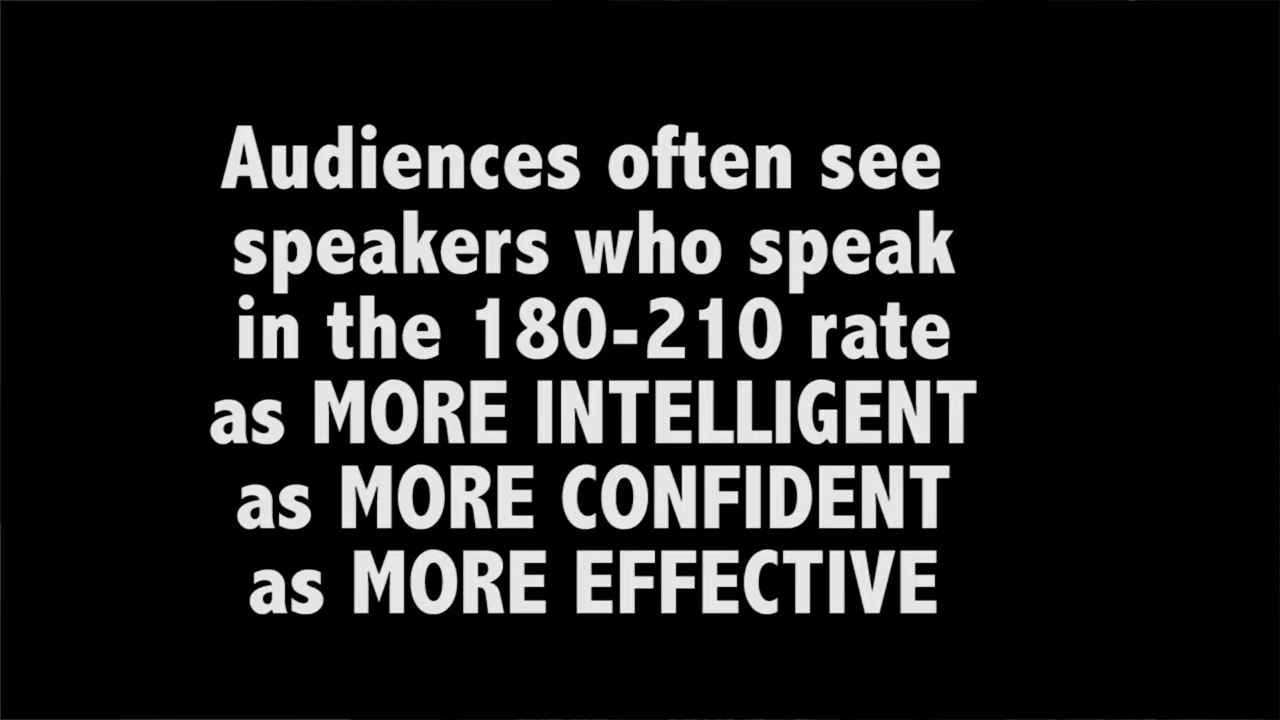 Audiences often see
speakers who speak
in the 180-210 rate
as MORE INTELLIGENT
as MORE CONFIDENT
as MORE EFFECTIVE